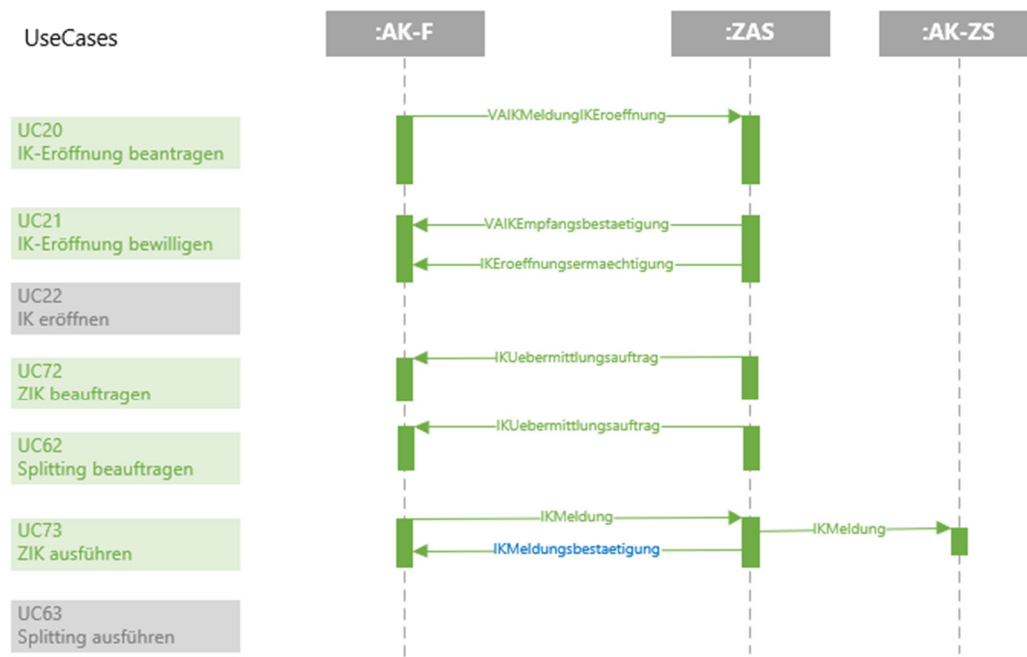 UseCases
:AK-F
:ZAS
:AK-ZS
UC20
IK-Eröffnung beantragen
VAIKMeldungIKEroeffnung
UC21
IK-Eröffnung bewilligen
VAIKEmpfangsbestaetigung
IKEroeffnungsermaechtigung
UC22
IK eröffnen
UC72
ZIK beauftragen
IKUebermittlungsauftrag
UC62
Splitting beauftragen
IKUebermittlungsauftrag
UC73
ZIK ausführen
IKMeldung
IKMeldung
IKMeldungsbestaetigung
UC63
Splitting ausführen